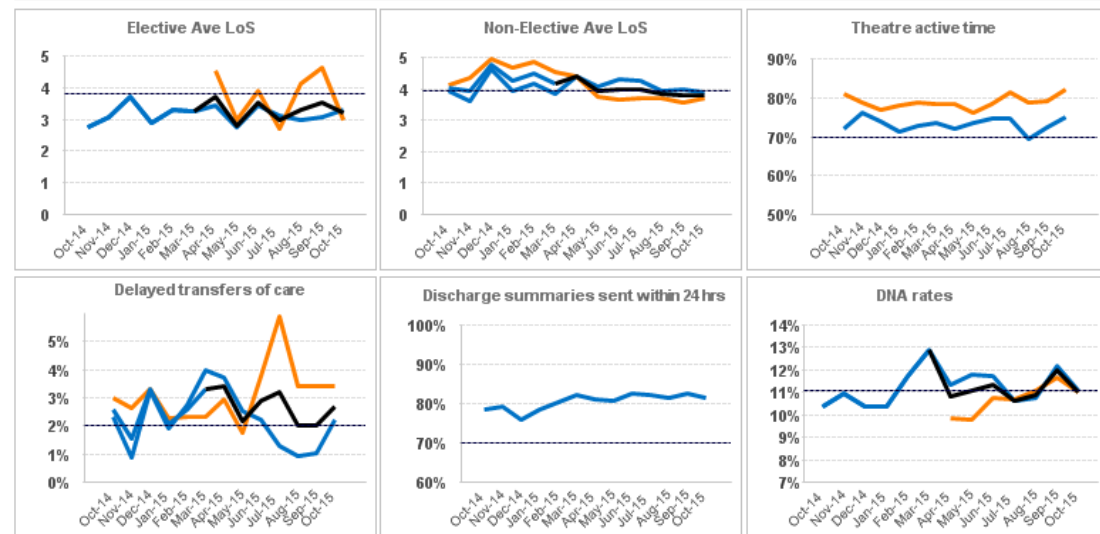 Elective Ave LoS
5
4
3
2
1
0
Oct-14
Nov-14
Dec-14
Jan-15
Feb-15
Mar-15
Apr-15
May-15
Jun-15
Jul-15
Aug-15
Sep-15
Oct-15
Non-Elective Ave LoS
5
4
3
2
1
0
Oct-14
Nov-14
Dec-14
Jan-15
Feb-15
Mar-15
Apr-15
May-15
Jun-15
Jul-15
Aug-15
Sep-15
Oct-15
Theatre active time
90%
80%
70%
60%
50%
Oct-14
Nov-14
Dec-14
Jan-15
Feb-15
Mar-15
Apr-15
May-15
Jun-15
Jul-15
Aug-15
Sep-15
Oct-15
Delayed transfers of care
5%
4%
3%
2%
1%
0%
Oct-14
Nov-14
Dec-14
Jan-15
Feb-15
Mar-15
Apr-15
May-15
Jun-15
Jul-15
Aug-15
Sep-15
Oct-15
Discharge summaries sent within 24 hrs
100%
90%
80%
70%
60%
Oct-14
Nov-14
Dec-14
Jan-15
Feb-15
Mar-15
Apr-15
May-15
Jun-15
Jul-15
Aug-15
Sep-15
Oct-15
DNA rates
14%
13%
12%
11%
10%
9%
8%
7%
Oct-14
Nov-14
Dec-14
Jan-15
Feb-15
Mar-15
Apr-15
May-15
Jun-15
Jul-15
Aug-15
Sep-15
Oct-15